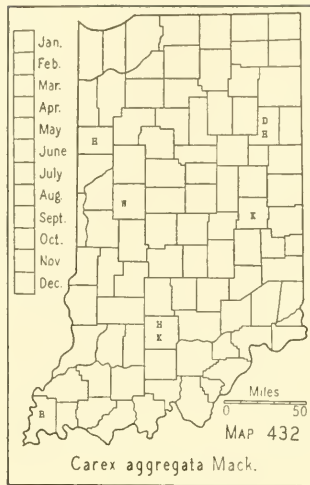 Jan.
Feb.
Mar.
Apr.
May
June
July
Aug.
Sept.
Oct.
Nov
Dec.
D
H
H
W
K
H
K
B
Miles
0 50
MAP 432
Carex aggregata Mack.